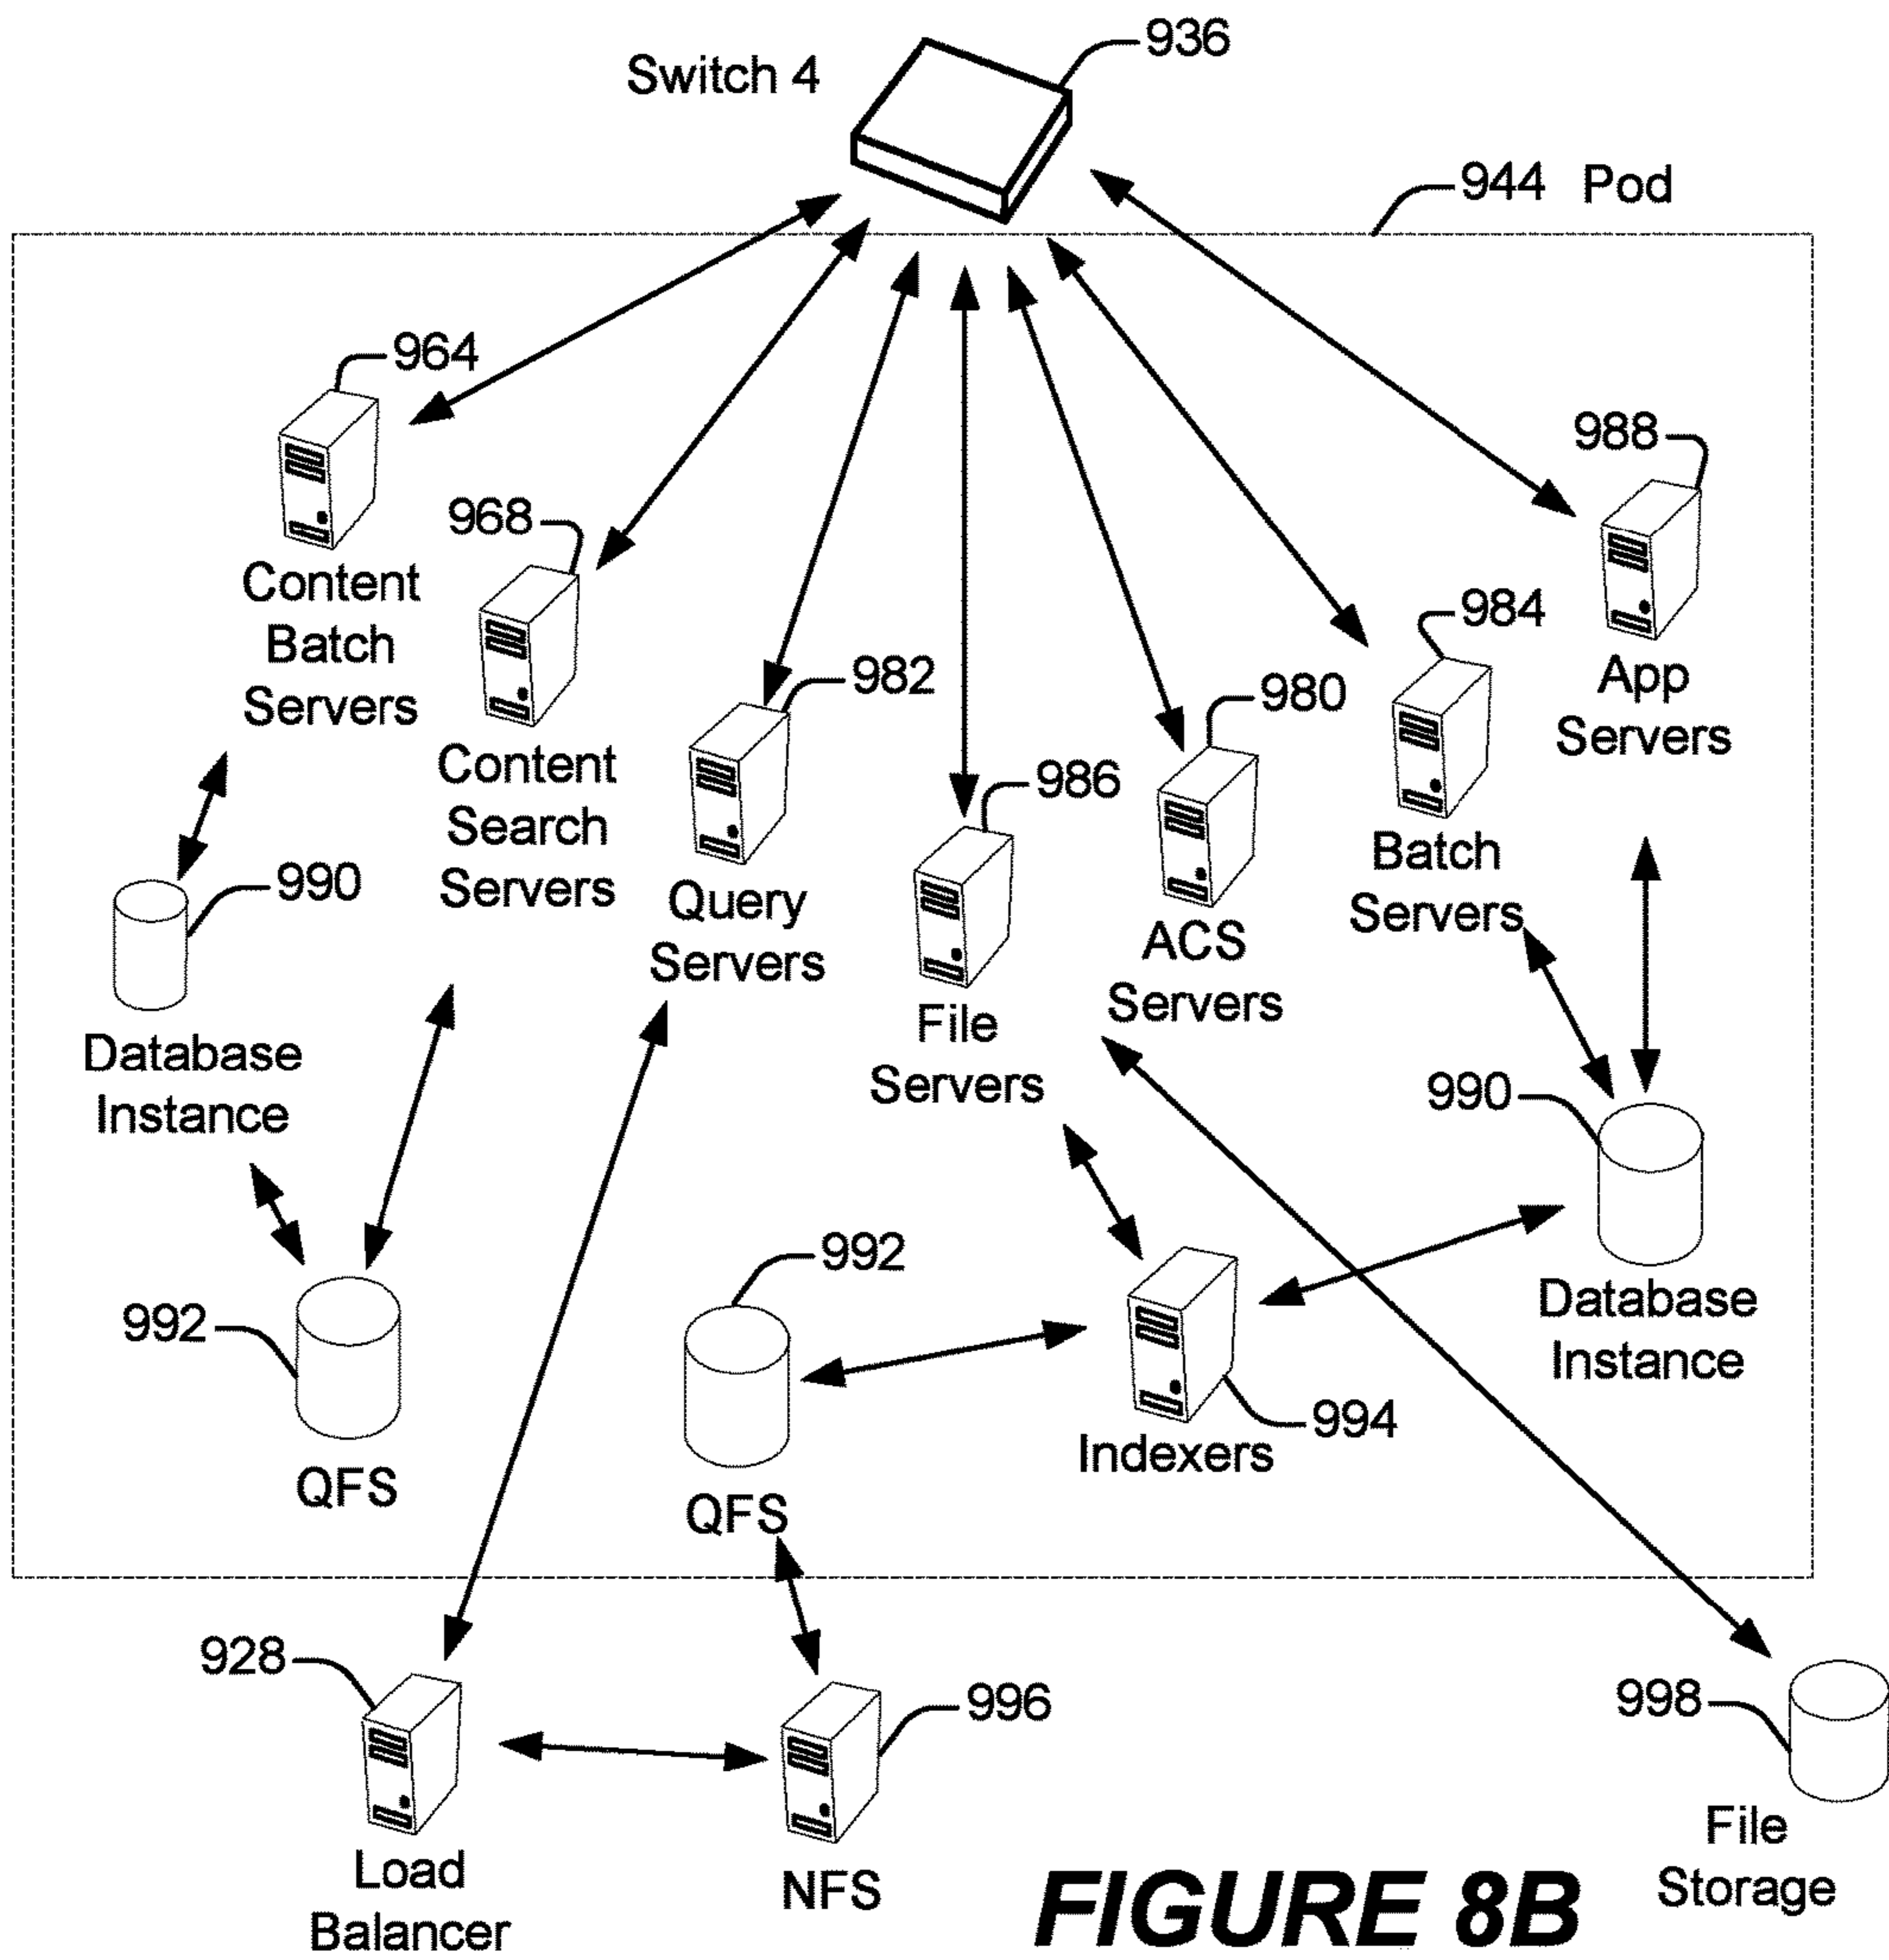 936
Switch 4
944 Pod
964
988
968
Content
Batch
Servers
984
982
980
App
Servers
Content
Search
Servers
986
Batch
Servers
990
Query
Servers
ACS
Servers
File
Servers
Database
Instance
990
992
992
Database
Instance
994
Indexers
QFS
QFS
928
996
998
Load
Balancer
NFS
File
Storage
FIGURE 8B